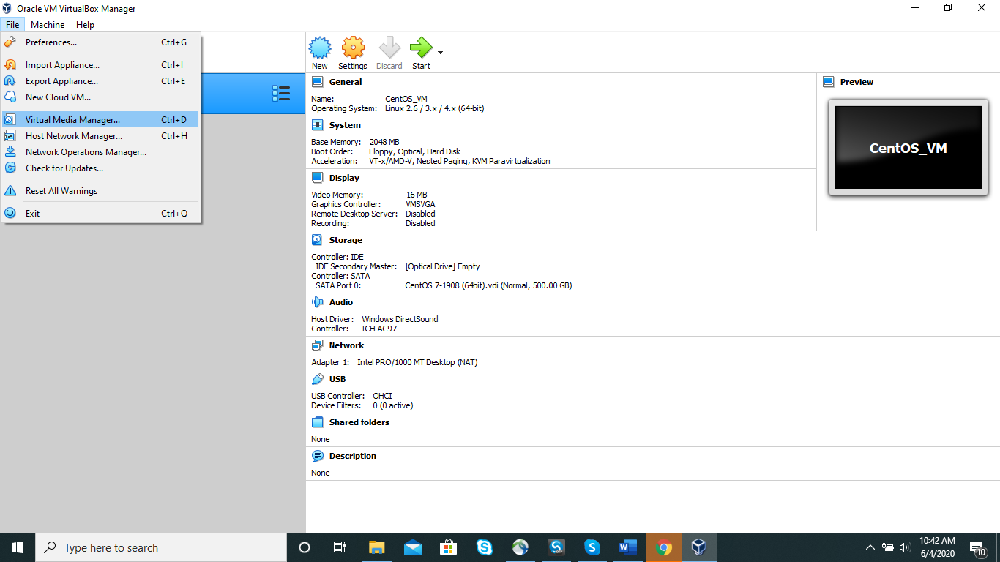 Oracle VM VirtualBox Manager
File Machine Help
Preferences... Ctrl+G
Import Appliance... Ctrl+I
Export Appliance... Ctrl+E
New Cloud VM...
Virtual Media Manager... Ctrl+D
Host Network Manager... Ctrl+H
Network Operations Manager...
Check for Updates...
Reset All Warnings
Exit Ctrl+Q
New Settings Discard Start
General
Name: CentOS_VM
Operating System: Linux 2.6 / 3.x / 4.x (64-bit)
System
Base Memory: 2048 MB
Boot Order: Floppy, Optical, Hard Disk
Acceleration: VT-x/AMD-V, Nested Paging, KVM Paravirtualization
Display
Video Memory: 16 MB
Graphics Controller: VMSVGA
Remote Desktop Server: Disabled
Recording: Disabled
Preview
CentOS_VM
Storage
Controller: IDE
IDE Secondary Master: [Optical Drive] Empty
Controller: SATA
SATA Port 0: CentOS 7-1908 (64bit).vdi (Normal, 500.00 GB)
Audio
Host Driver: Windows DirectSound
Controller: ICH AC97
Network
Adapter 1: Intel PRO/1000 MT Desktop (NAT)
USB
USB Controller: OHCI
Device Filters: 0 (0 active)
Shared folders
None
Description
None
Type here to search
10:42 AM
6/4/2020
10